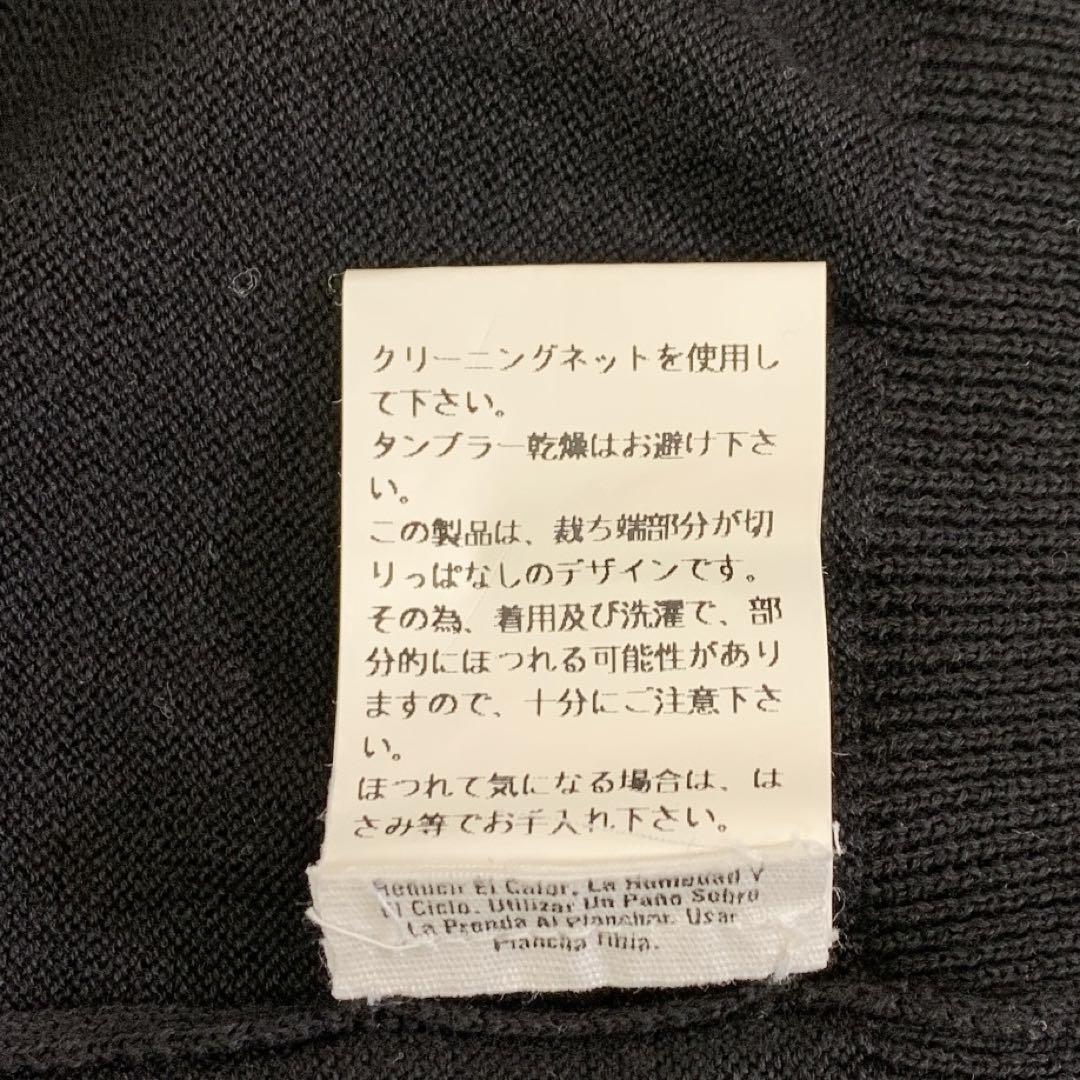 クリーニングネットを使用し
て下さい。
タンブラー乾燥はお避け下さ
い。
この製品は、裁ち端部分が切
りっぱなしのデザインです。
その為、着用及び洗濯で、部
分的にほつれる可能性があり
ますので、十分にご注意下さ
い。
ほつれて気になる場合は、は
さみ等でお手入れ下さい。
Reducir El Calor, La Humedad Y
El Ciclo. Utilizar Un Paño Sobre
La Prenda Al Planchar. Usar
Plancha Tibia.